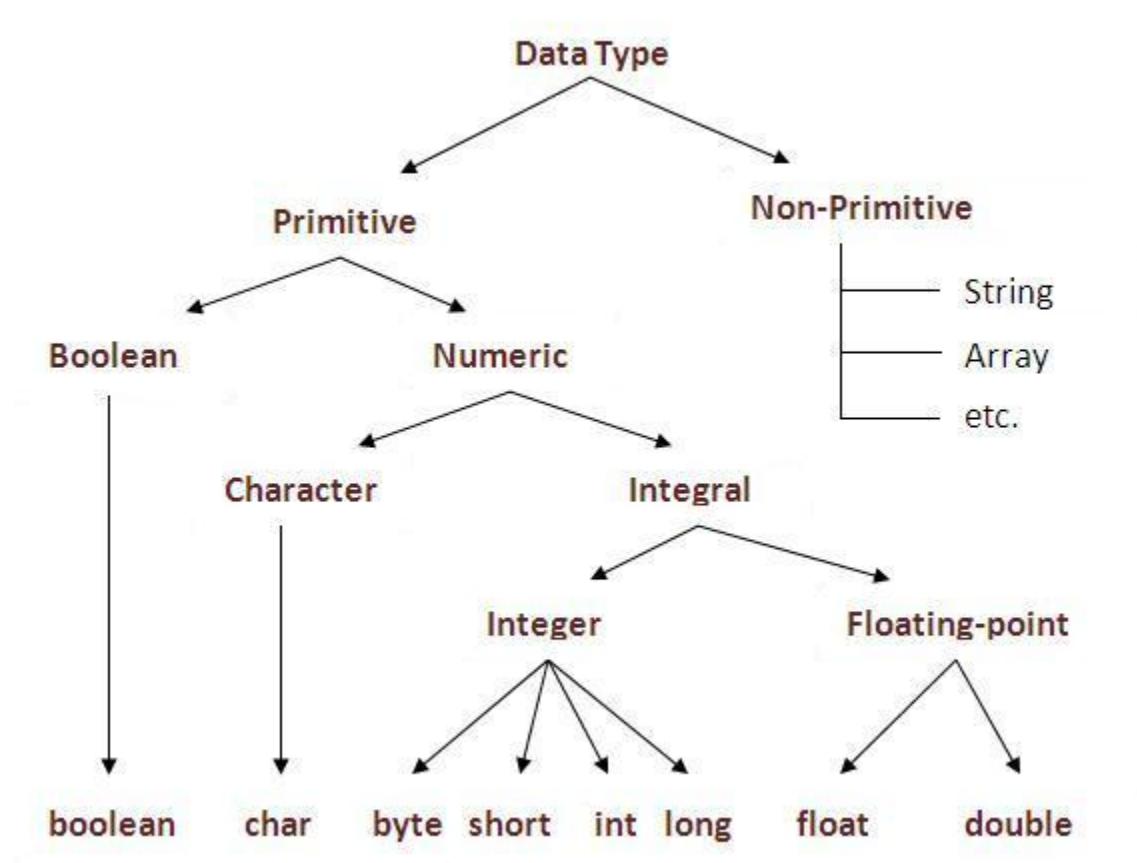 Data Type
Primitive
Non-Primitive
String
Array
etc.
Boolean
Numeric
Character
Integral
Integer
Floating-point
boolean
char
byte
short
int
long
float
double